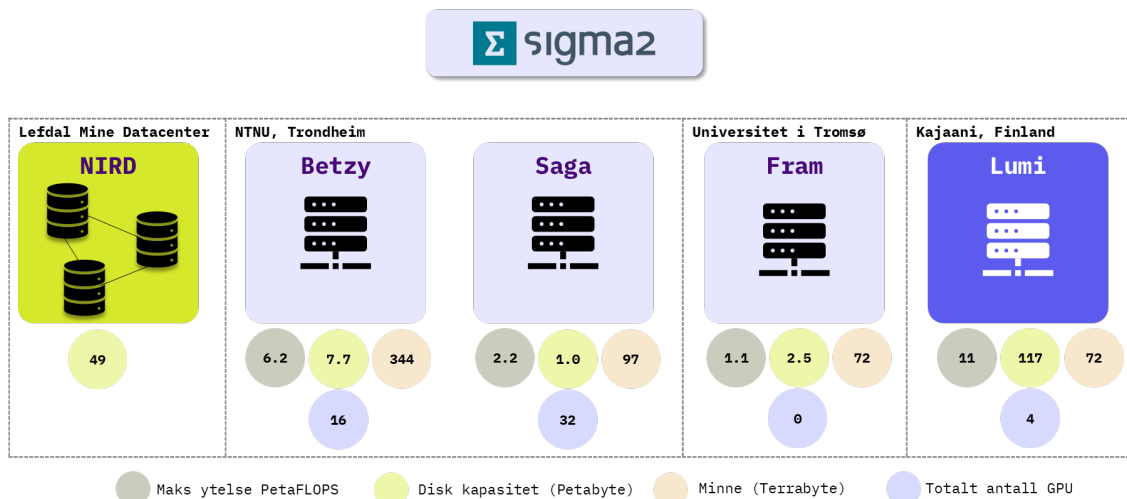 Σ sigma2
Lefdal Mine Datacenter
NTNU, Trondheim
Universitet i Tromsø
Kajaani, Finland
NIRD
Betzy
Saga
Fram
Lumi
49
6.2
7.7
344
2.2
1.0
97
1.1
2.5
72
11
117
72
16
32
0
4
Maks ytelse PetaFLOPS
Disk kapasitet (Petabyte)
Minne (Terrabyte)
Totalt antall GPU